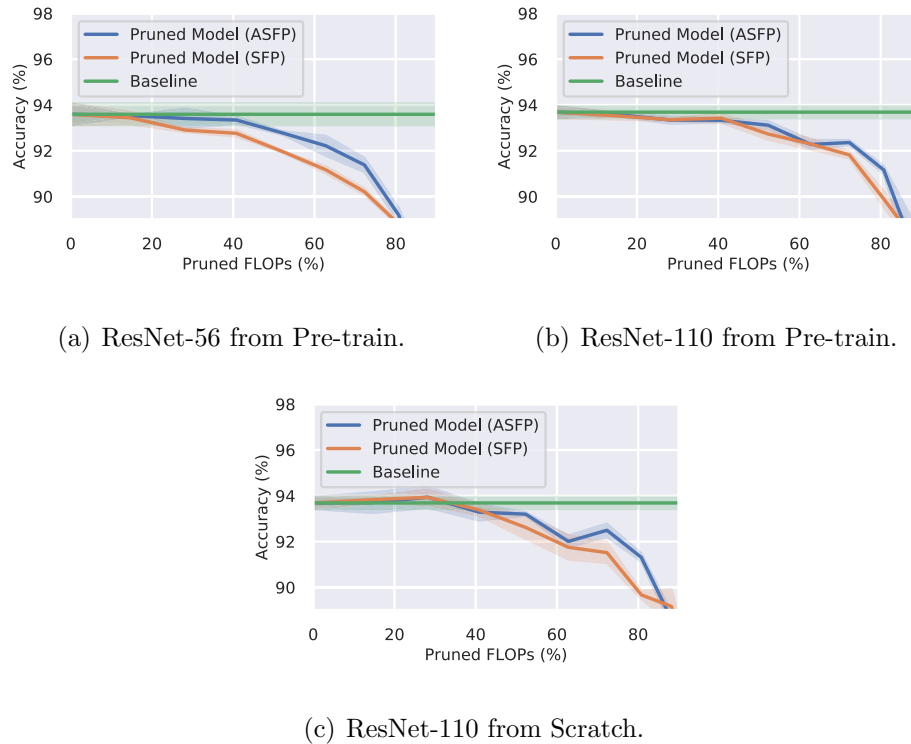 98
96
94
92
90
Accuracy (%)
Pruned Model (ASFP)
Pruned Model (SFP)
Baseline
0 20 40 60 80
Pruned FLOPs (%)
(a) ResNet-56 from Pre-train.
98
96
94
92
90
Accuracy (%)
Pruned Model (ASFP)
Pruned Model (SFP)
Baseline
0 20 40 60 80
Pruned FLOPs (%)
(b) ResNet-110 from Pre-train.
98
96
94
92
90
Accuracy (%)
Pruned Model (ASFP)
Pruned Model (SFP)
Baseline
0 20 40 60 80
Pruned FLOPs (%)
(c) ResNet-110 from Scratch.